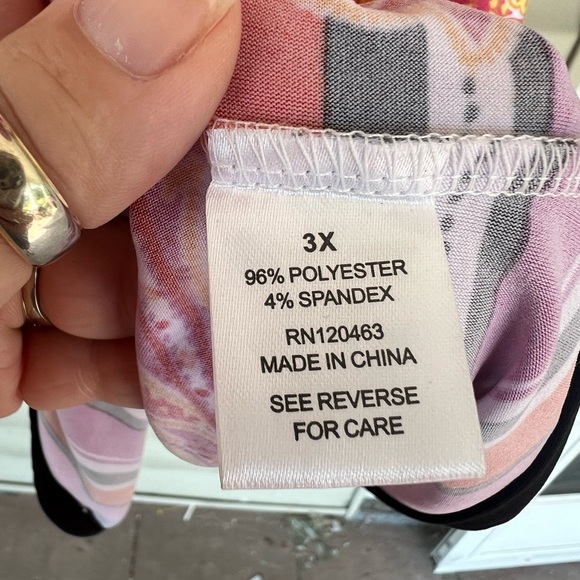 3X
96% POLYESTER
4% SPANDEX
RN120463
MADE IN CHINA
SEE REVERSE
FOR CARE